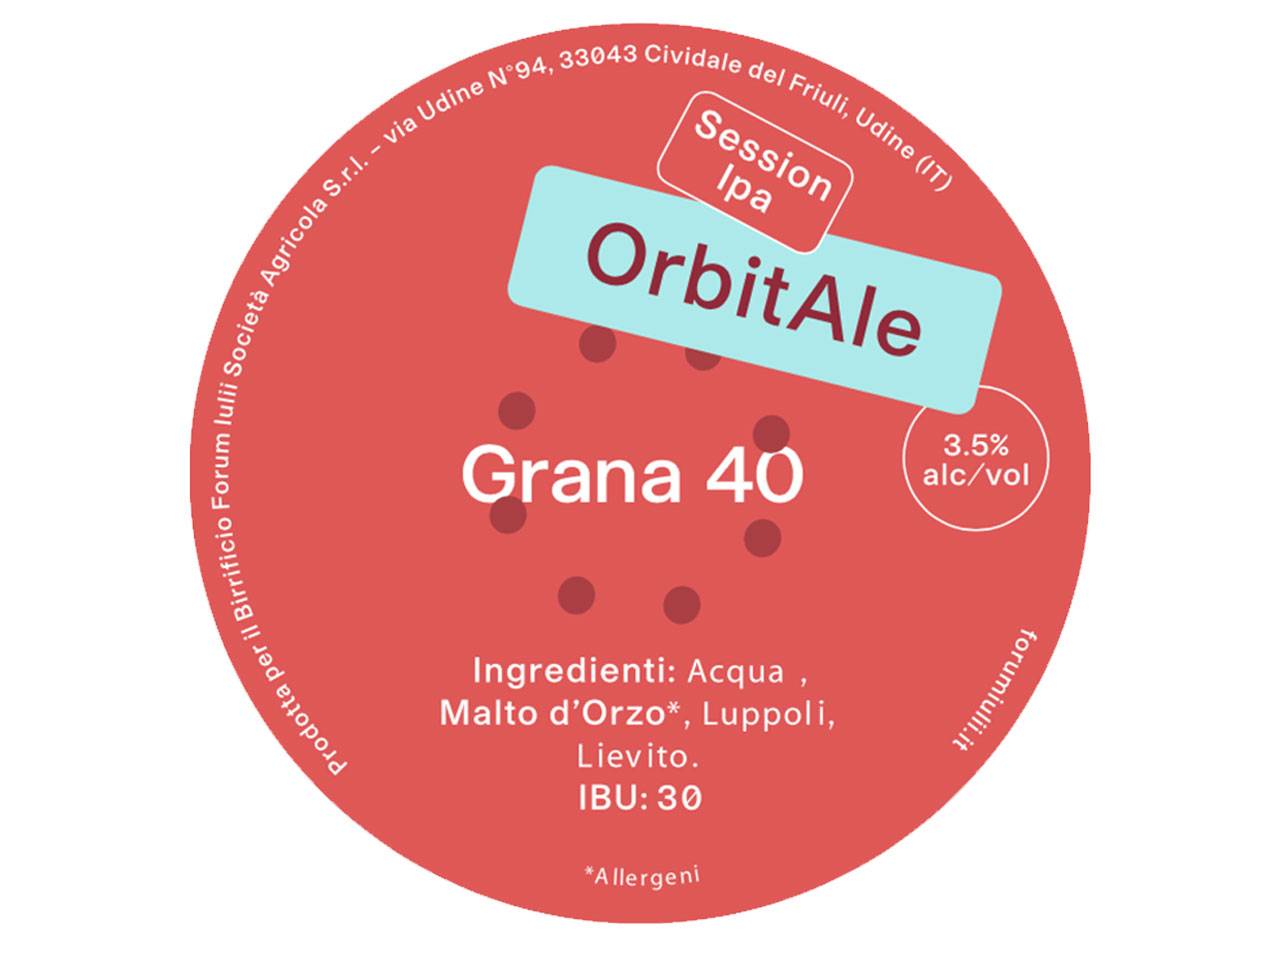 Prodotta per il Birrificio Forum Iulii Società Agricola S.r.l. – via Udine N°94, 33043 Cividale del Friuli, Udine (IT)
Session
Ipa
OrbitAle
3.5%
alc/vol
Grana 40
Ingredienti: Acqua ,
Malto d’Orzo*, Luppoli,
Lievito.
IBU: 30
*Allergeni
forumiulii.it